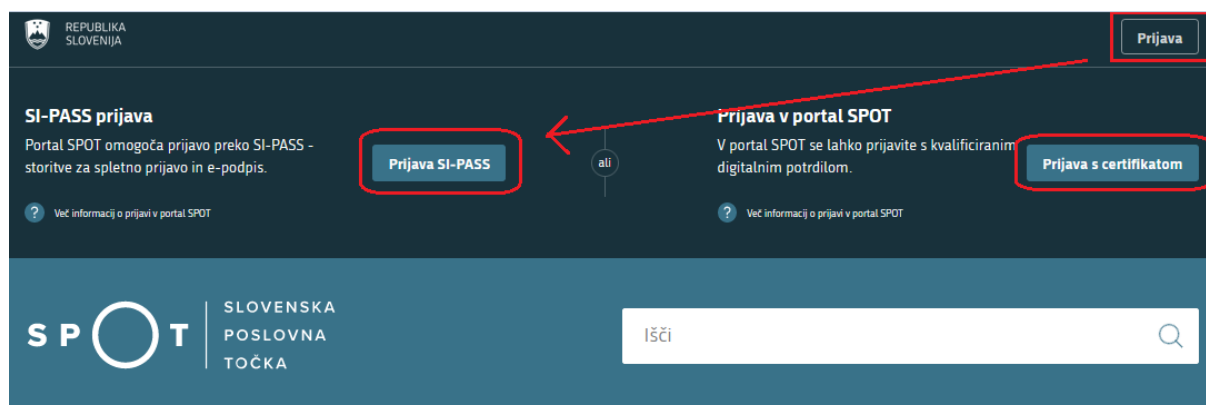 REPUBLIKA
SLOVENIJA
Prijava
SI-PASS prijava
Portal SPOT omogoča prijavo preko SI-PASS -
storitve za spletno prijavo in e-podpis.
Prijava SI-PASS
? Več informacij o prijavi v portal SPOT
ali
Prijava v portal SPOT
V portal SPOT se lahko prijavite s kvalificiranim
digitalnim potrdilom.
Prijava s certifikatom
? Več informacij o prijavi v portal SPOT
SPOT
SLOVENSKA
POSLOVNA
TOČKA
Išči